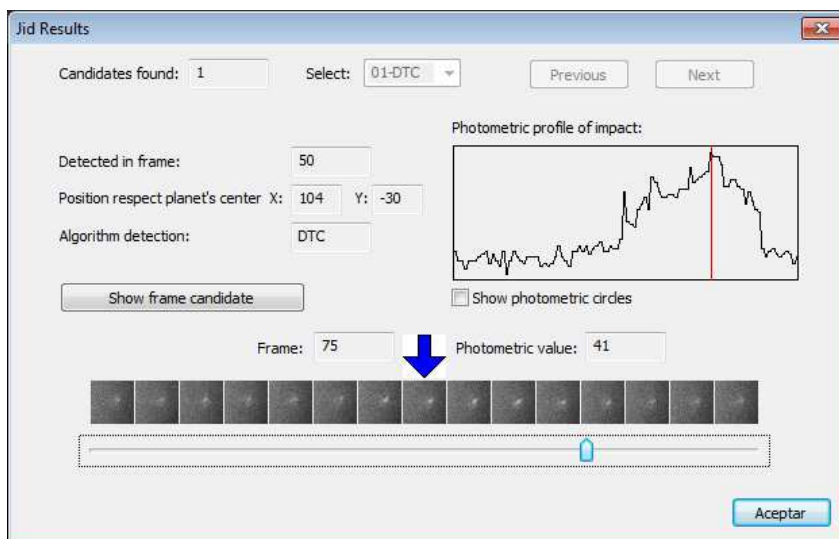 Jid Results
Candidates found: 1 Select: 01-DTC Previous Next
Photometric profile of impact:
Detected in frame: 50
Position respect planet's center X: 104 Y: -30
Algorithm detection: DTC
Show frame candidate Show photometric circles
Frame: 75 Photometric value: 41
Aceptar